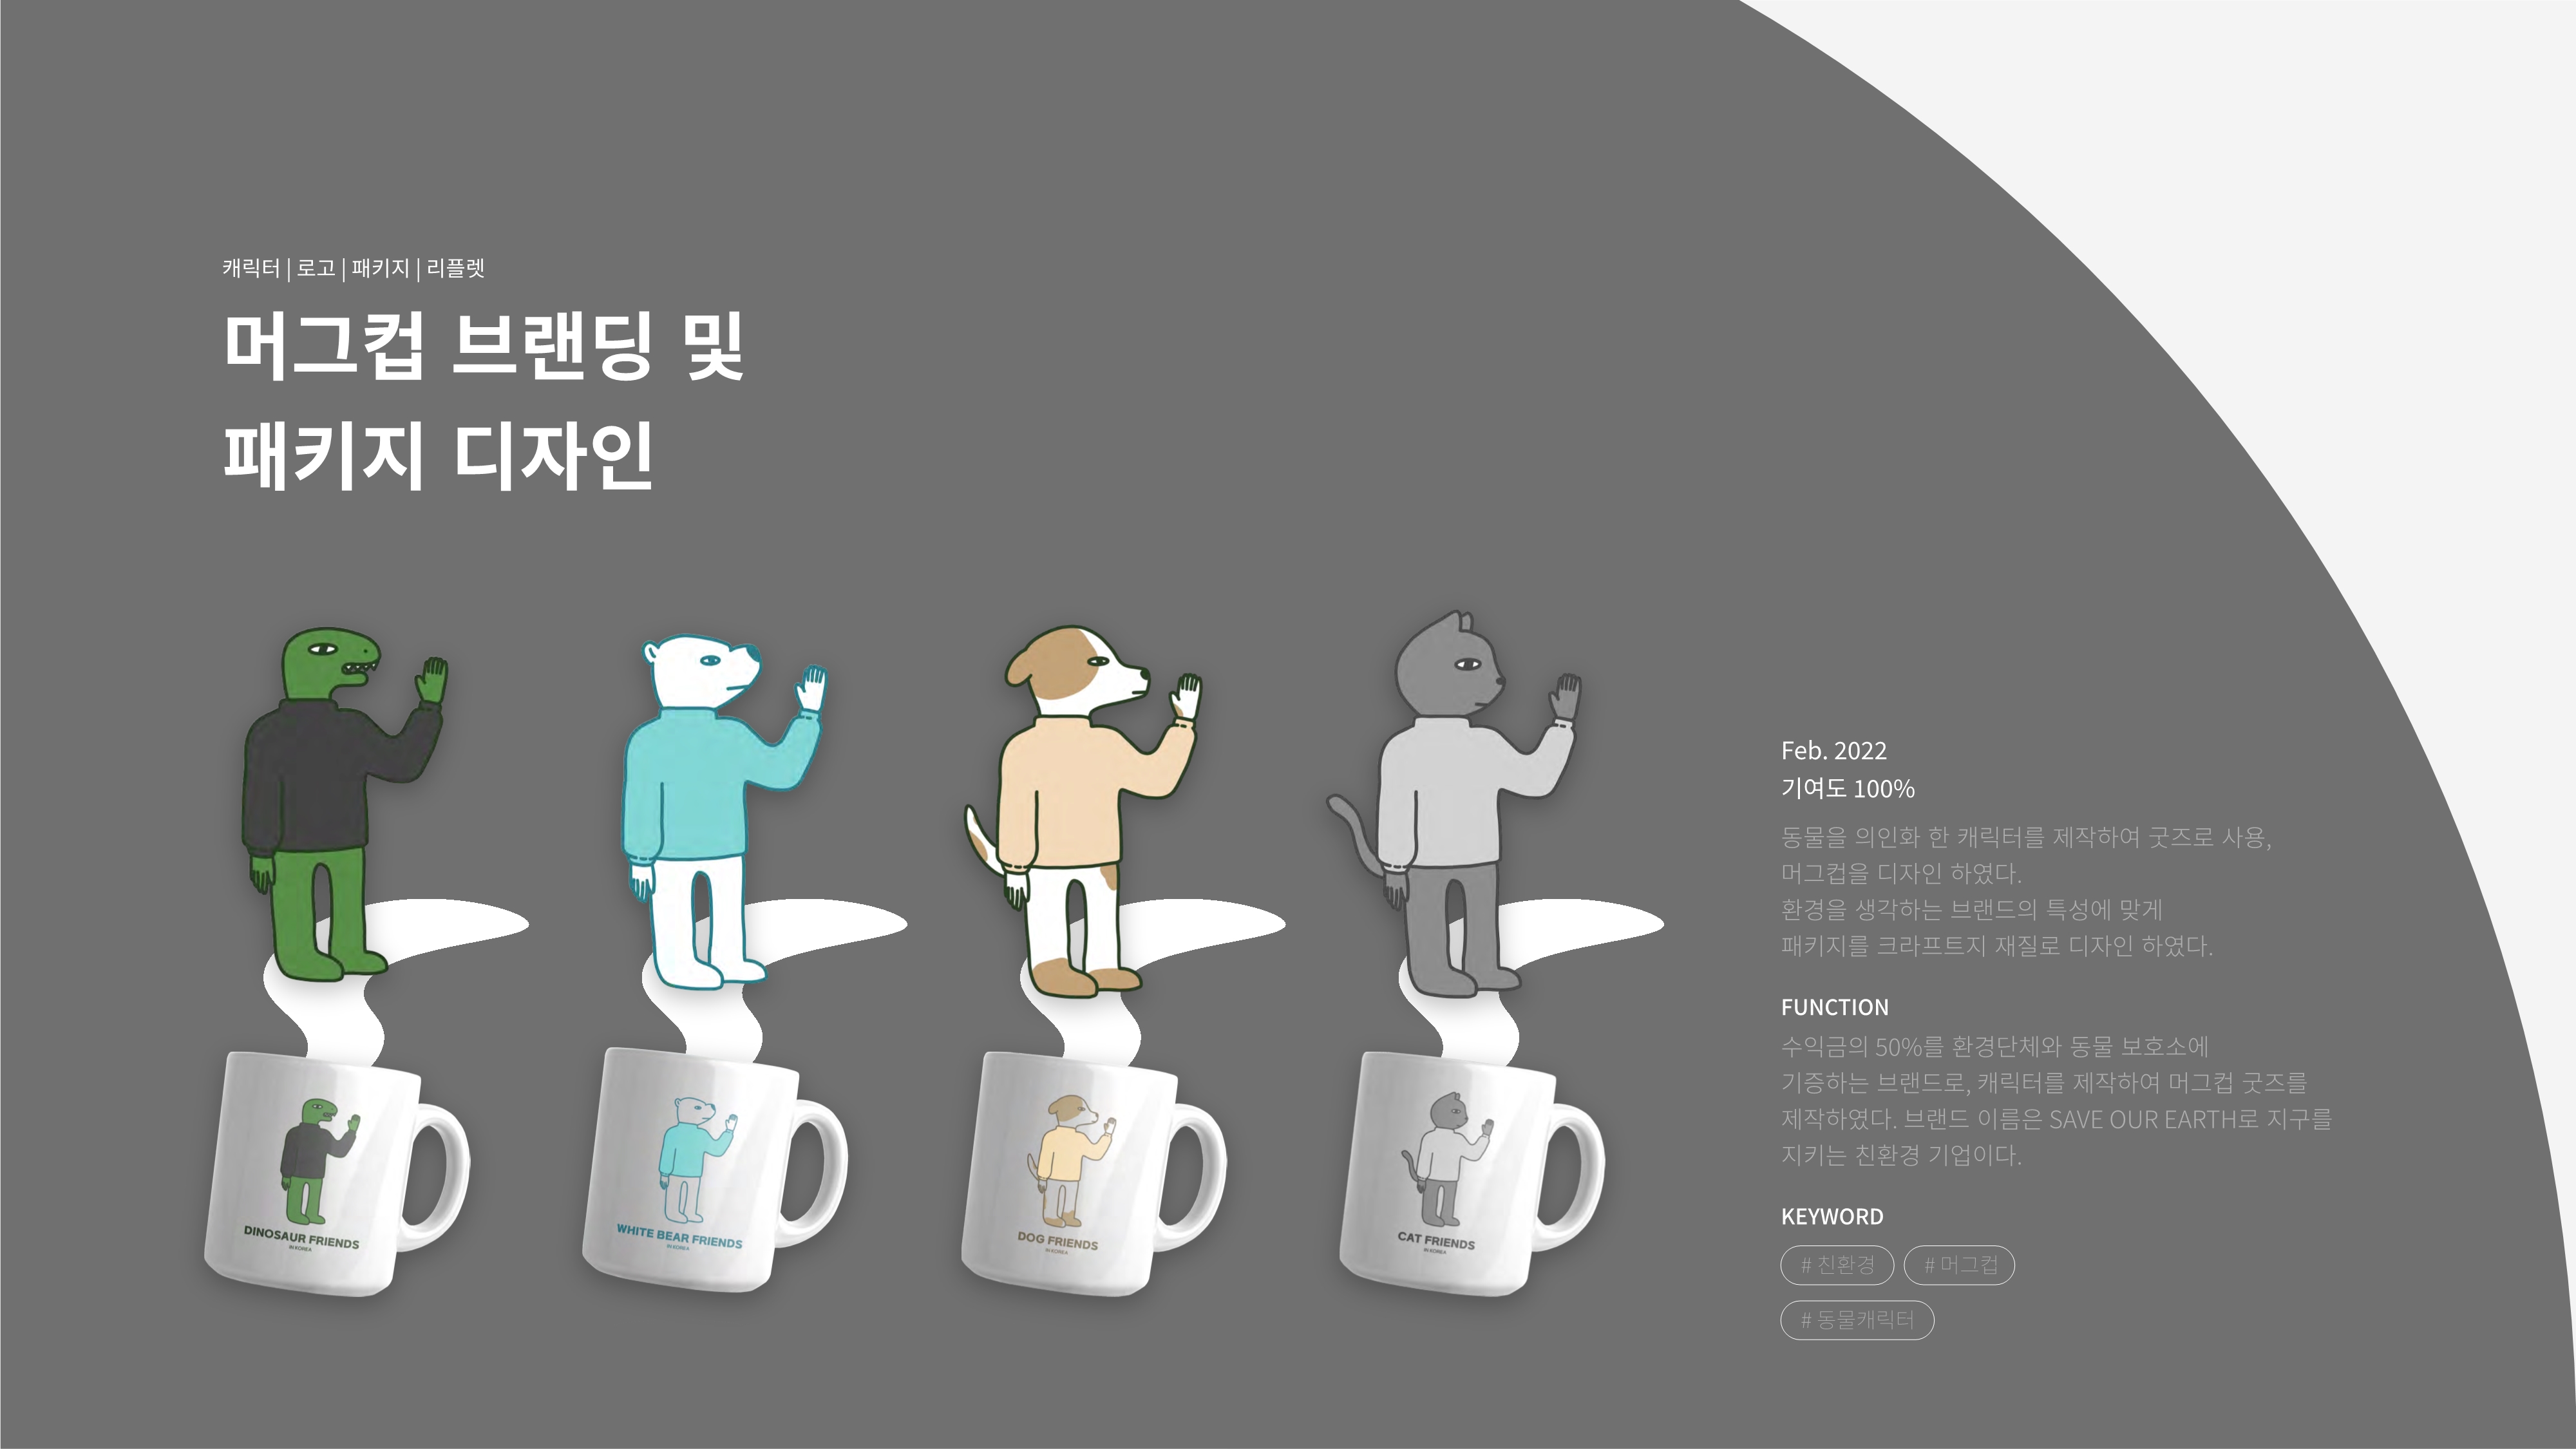 캐릭터 | 로고 | 패키지 | 리플렛
머그컵 브랜딩 및
패키지 디자인
Feb. 2022
기여도 100%
동물을 의인화 한 캐릭터를 제작하여 굿즈로 사용,
머그컵을 디자인 하였다.
환경을 생각하는 브랜드의 특성에 맞게
패키지를 크라프트지 재질로 디자인 하였다.
FUNCTION
수익금의 50%를 환경단체와 동물 보호소에
기증하는 브랜드로, 캐릭터를 제작하여 머그컵 굿즈를
제작하였다. 브랜드 이름은 SAVE OUR EARTH로 지구를
지키는 친환경 기업이다.
KEYWORD
# 친환경
# 머그컵
# 동물캐릭터
DINOSAUR FRIENDS
IN KOREA
WHITE BEAR FRIENDS
IN KOREA
DOG FRIENDS
IN KOREA
CAT FRIENDS
IN KOREA